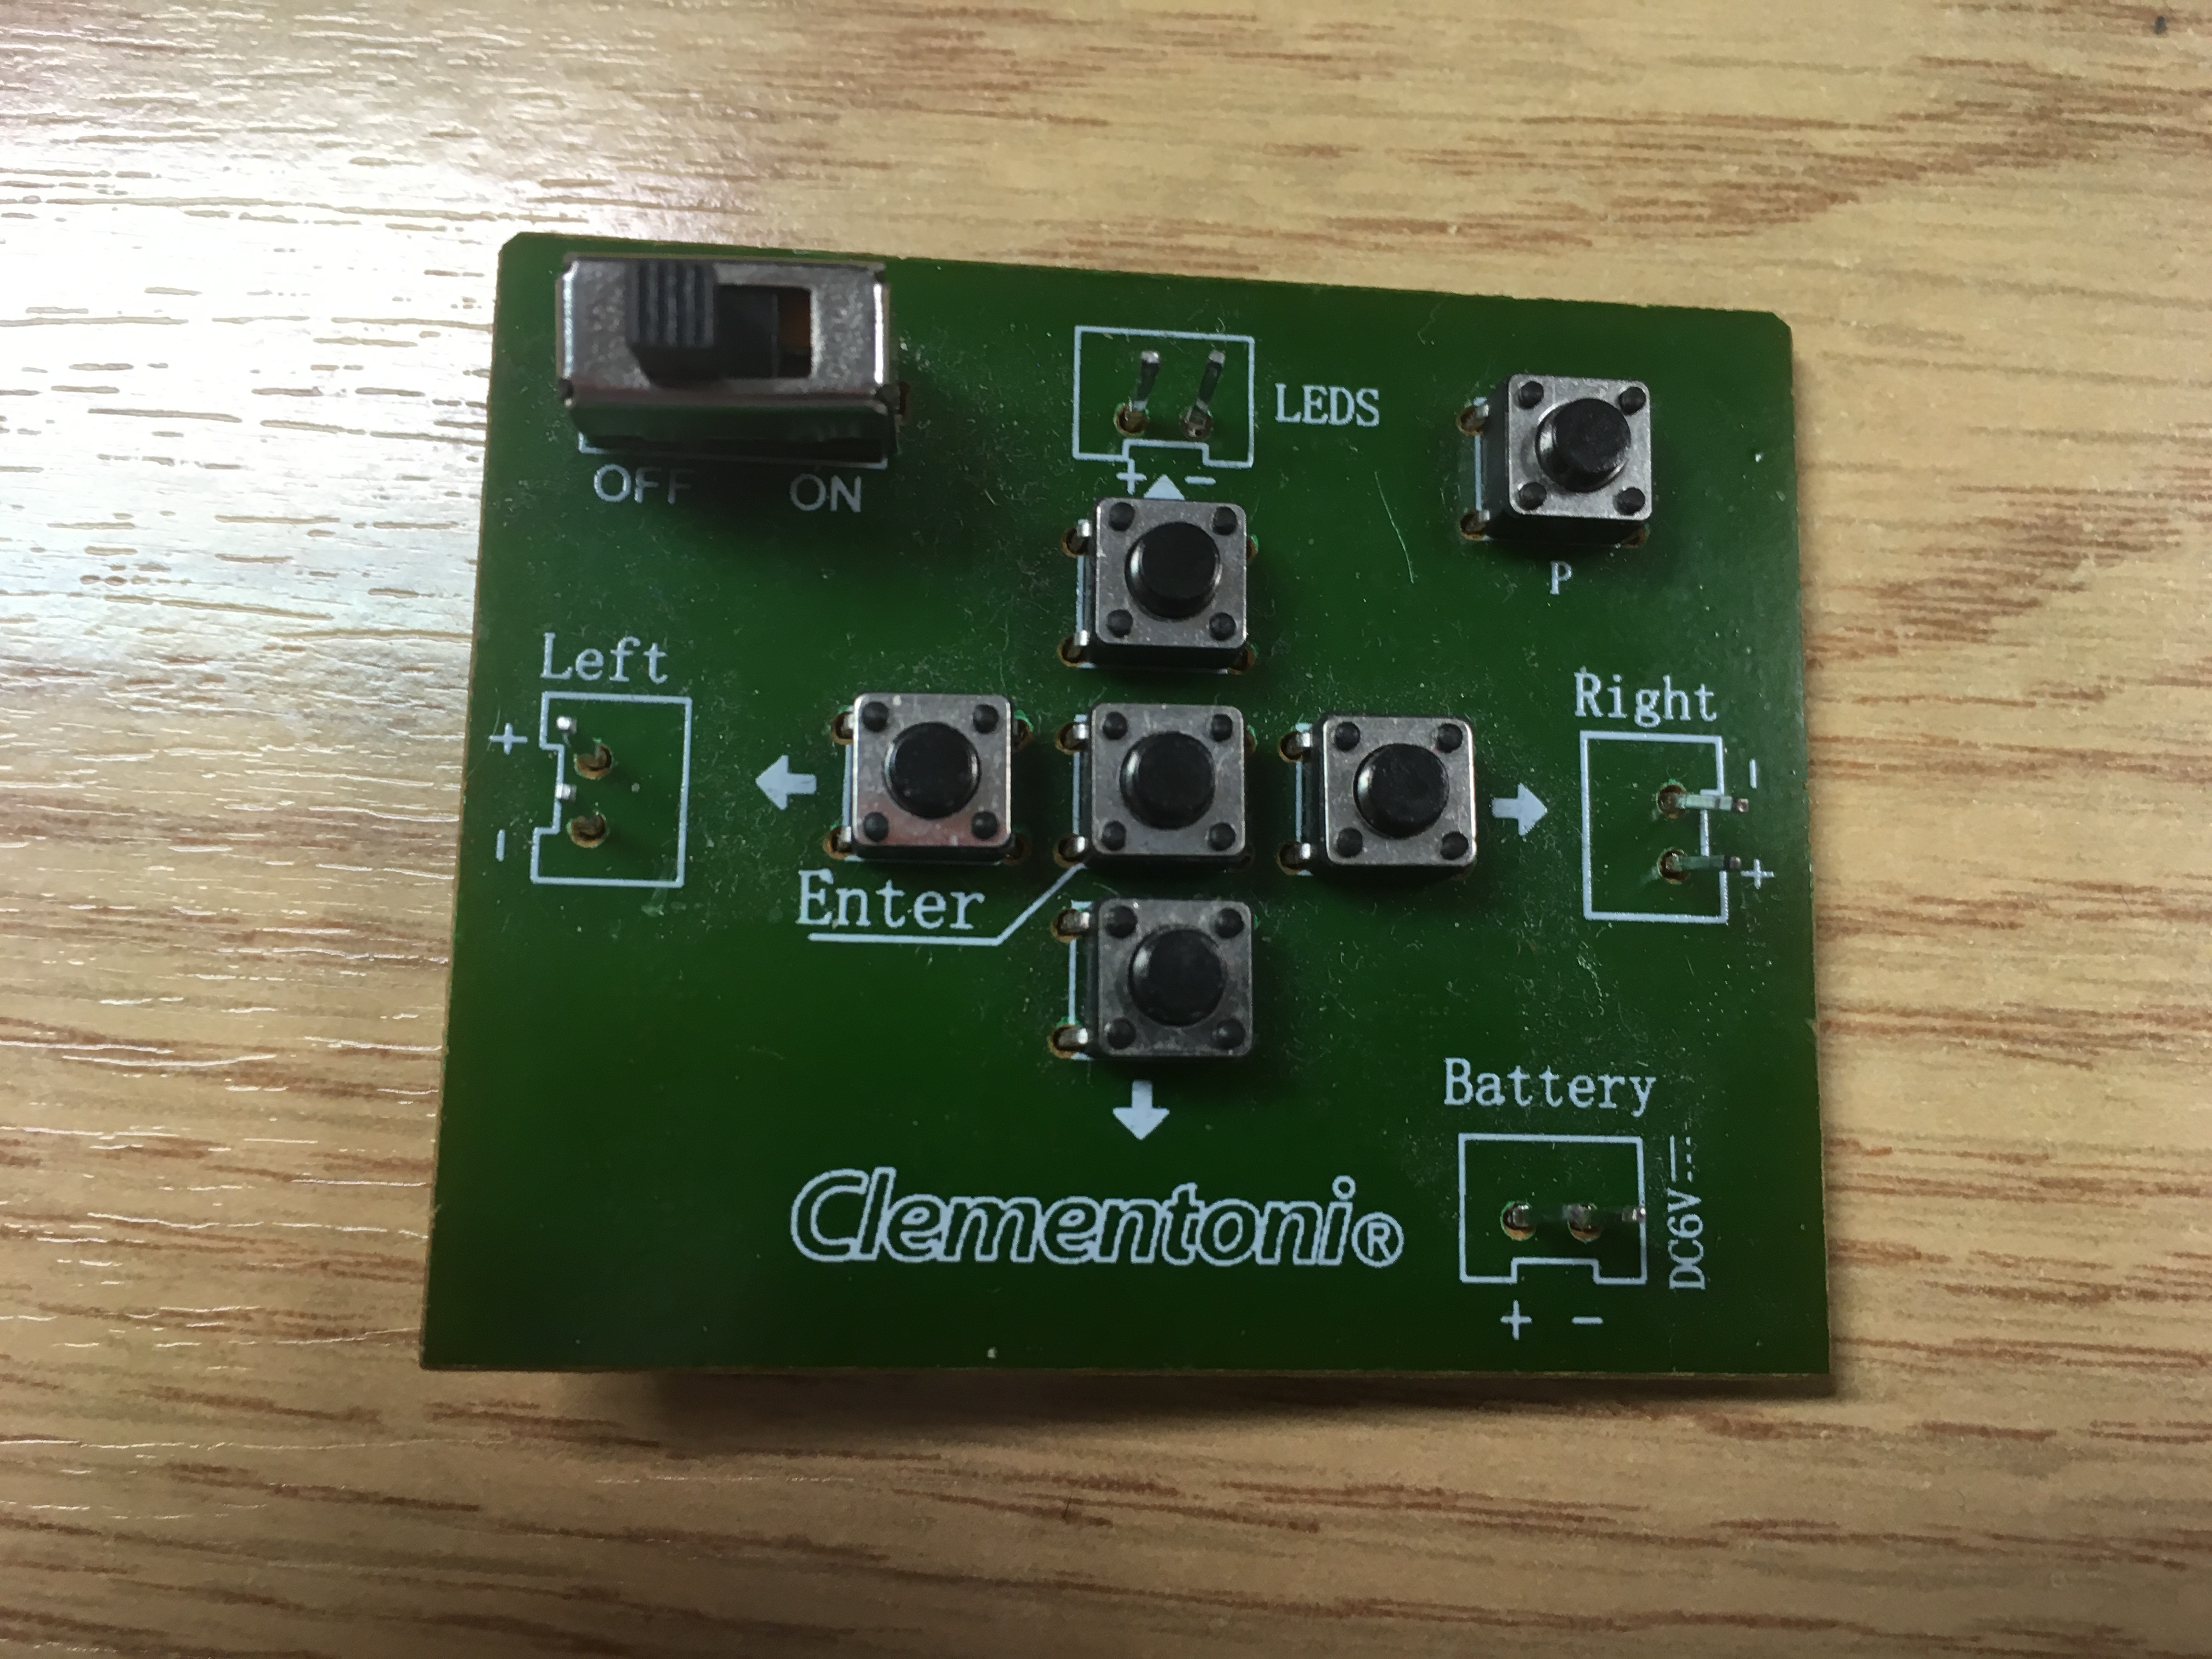 LEDS
+ -
OFF ON
P
Left
+
-
Right
-
+
Enter
Battery
DC6V
+ -
Clementoni®